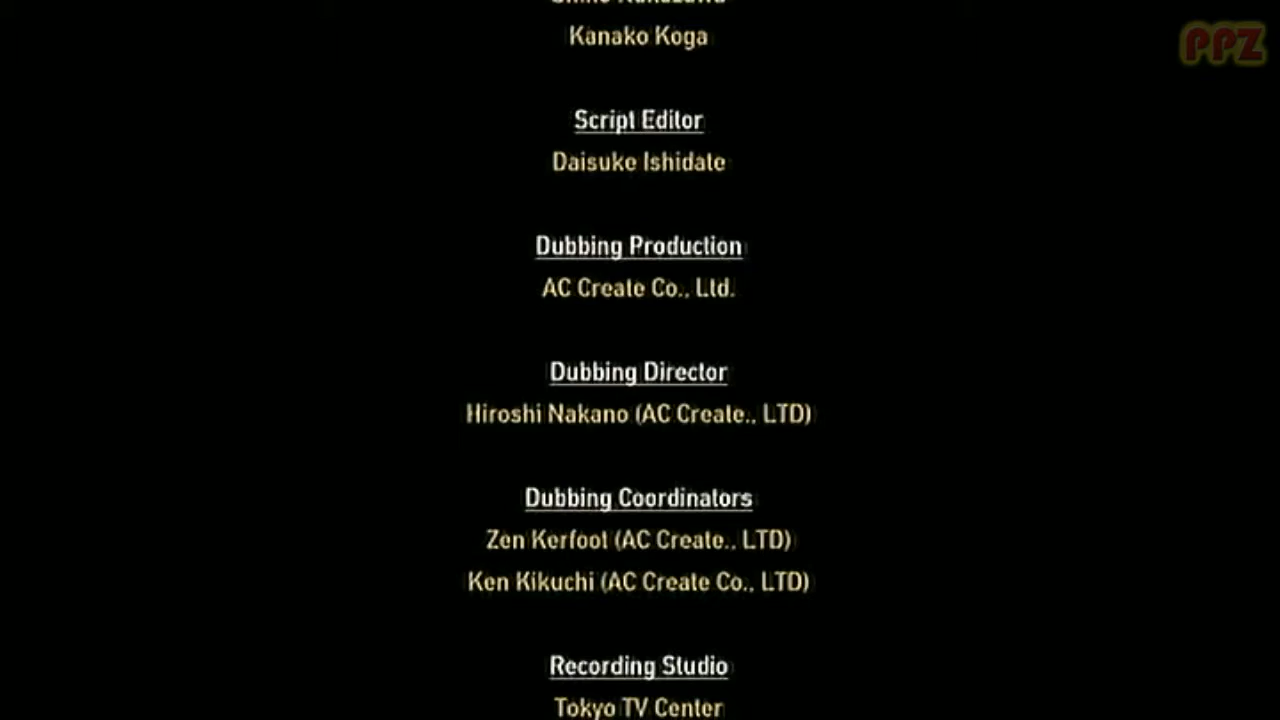 PPZ
Kanako Koga
Script Editor
Daisuke Ishidate
Dubbing Production
AC Create Co., Ltd.
Dubbing Director
Hiroshi Nakano (AC Create., LTD)
Dubbing Coordinators
Zen Kerfoot (AC Create., LTD)
Ken Kikuchi (AC Create Co., LTD)
Recording Studio
Tokyo TV Center